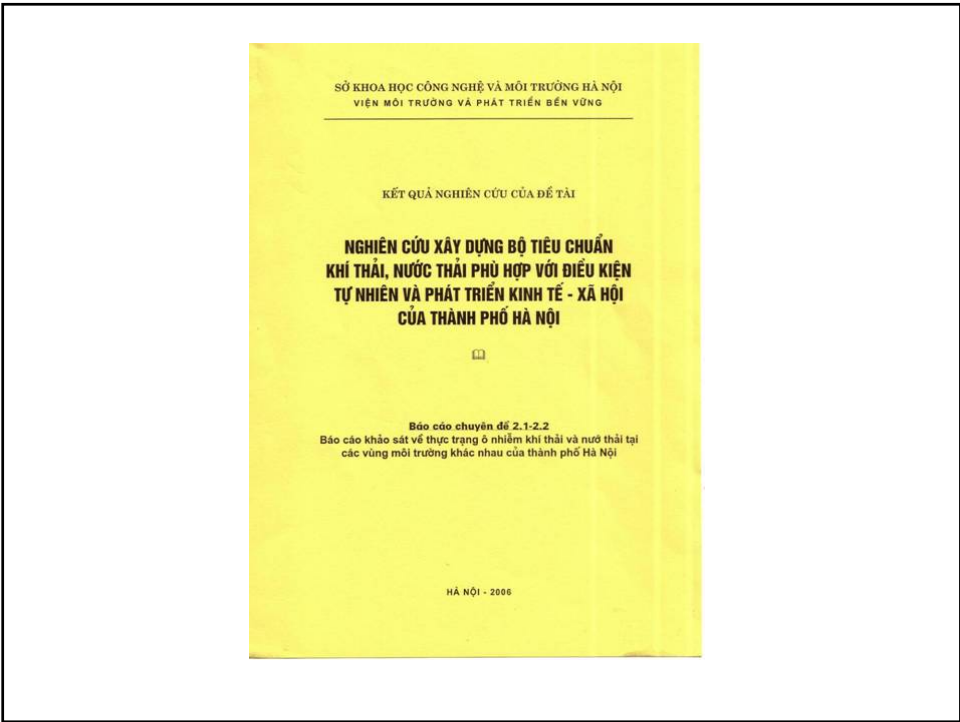 SỞ KHOA HỌC CÔNG NGHỆ VÀ MÔI TRƯỜNG HÀ NỘI
VIỆN MÔI TRƯỜNG VÀ PHÁT TRIỂN BỀN VỮNG
KẾT QUẢ NGHIÊN CỨU CỦA ĐỀ TÀI
NGHIÊN CỨU XÂY DỰNG BỘ TIÊU CHUẨN
KHÍ THẢI, NƯỚC THẢI PHÙ HỢP VỚI ĐIỀU KIỆN
TỰ NHIÊN VÀ PHÁT TRIỂN KINH TẾ - XÃ HỘI
CỦA THÀNH PHỐ HÀ NỘI
Báo cáo chuyên đề 2.1-2.2
Báo cáo khảo sát về thực trạng ô nhiễm khí thải và nướ thải tại
các vùng môi trường khác nhau của thành phố Hà Nội
HÀ NỘI - 2006